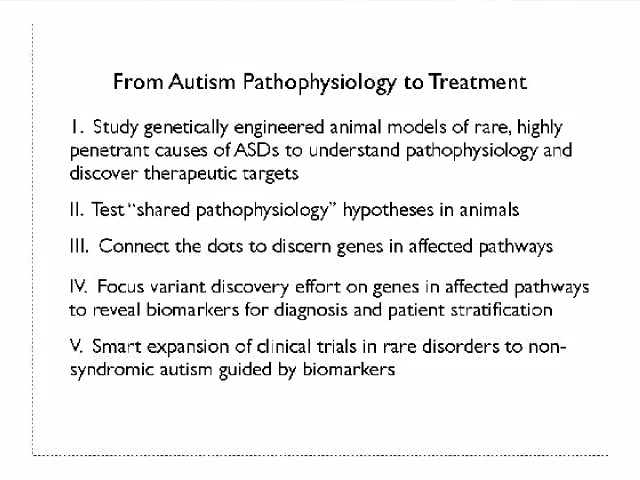 From Autism Pathophysiology to Treatment
I. Study genetically engineered animal models of rare, highly
penetrant causes of ASDs to understand pathophysiology and
discover therapeutic targets
II. Test “shared pathophysiology” hypotheses in animals
III. Connect the dots to discern genes in affected pathways
IV. Focus variant discovery effort on genes in affected pathways
to reveal biomarkers for diagnosis and patient stratification
V. Smart expansion of clinical trials in rare disorders to non-
syndromic autism guided by biomarkers